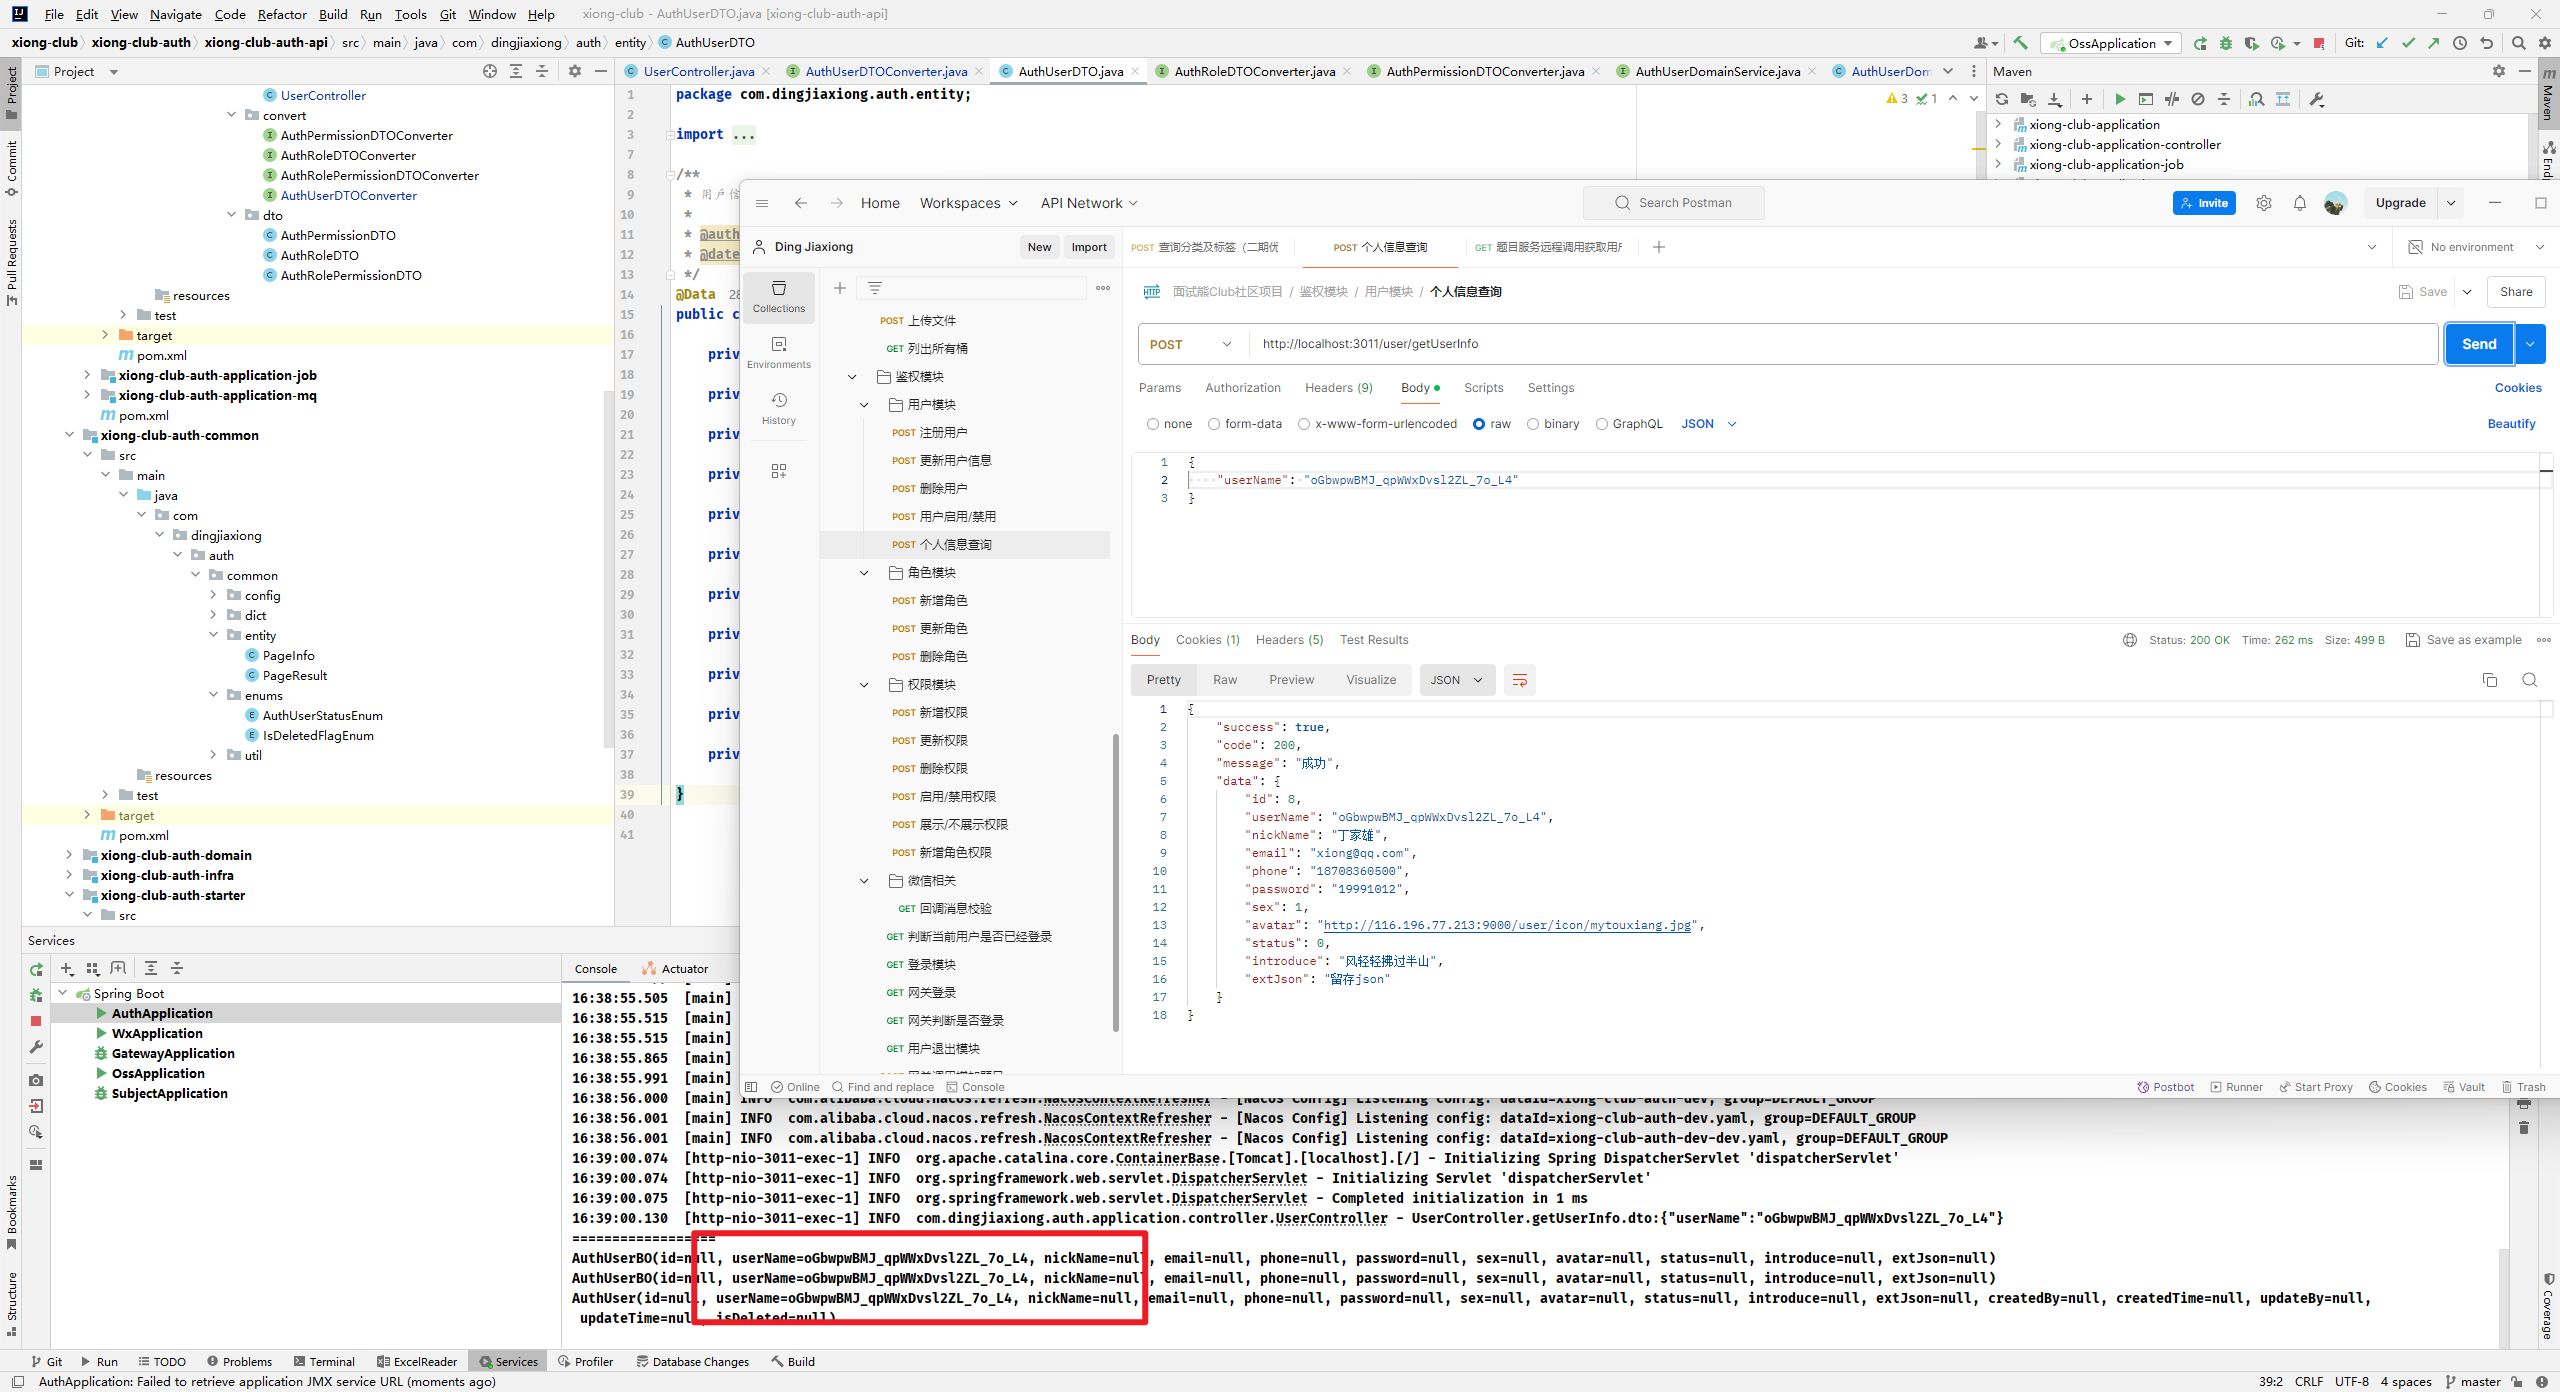 File Edit View Navigate Code Refactor Build Run Tools Git Window Help xiong-club - AuthUserDTO.java [xiong-club-auth-api]
xiong-club xiong-club-auth xiong-club-auth-api src main java com dingjiaxiong auth entity AuthUserDTO
OssApplication Git:
Project
UserController.java AuthUserDTOConverter.java AuthUserDTO.java AuthRoleDTOConverter.java AuthPermissionDTOConverter.java AuthUserDomainService.java AuthUserDom
Maven
Project
Commit
Pull Requests
Bookmarks
Structure
Maven
Endp
Coverage
UserController
convert
AuthPermissionDTOConverter
AuthRoleDTOConverter
AuthRolePermissionDTOConverter
AuthUserDTOConverter
dto
AuthPermissionDTO
AuthRoleDTO
AuthRolePermissionDTO
resources
test
target
pom.xml
xiong-club-auth-application-job
xiong-club-auth-application-mq
pom.xml
xiong-club-auth-common
src
main
java
com
dingjiaxiong
auth
common
config
dict
entity
PageInfo
PageResult
enums
AuthUserStatusEnum
IsDeletedFlagEnum
util
resources
test
target
pom.xml
xiong-club-auth-domain
xiong-club-auth-infra
xiong-club-auth-starter
src
1 package com.dingjiaxiong.auth.entity;
2
3 import ...
7
8 /**
9 * 用户信
10 *
11 * @auth
12 * @date
13 */
14 @Data 28
15 public c
16
17 priv
18
19 priv
20
21 priv
22
23 priv
24
25 priv
26
27 priv
28
29 priv
30
31 priv
32
33 priv
34
35 priv
36
37 priv
38
39 }
40
41
3 1
xiong-club-application
xiong-club-application-controller
xiong-club-application-job
Home Workspaces API Network Search Postman Invite Upgrade
Ding Jiaxiong New Import
POST 查询分类及标签（二期优 POST 个人信息查询 GET 题目服务远程调用获取用户 No environment
Collections
Environments
History
POST 上传文件
GET 列出所有桶
鉴权模块
用户模块
POST 注册用户
POST 更新用户信息
POST 删除用户
POST 用户启用/禁用
POST 个人信息查询
角色模块
POST 新增角色
POST 更新角色
POST 删除角色
权限模块
POST 新增权限
POST 更新权限
POST 删除权限
POST 启用/禁用权限
POST 展示/不展示权限
POST 新增角色权限
微信相关
GET 回调消息校验
GET 判断当前用户是否已经登录
GET 登录模块
GET 网关登录
GET 网关判断是否登录
GET 用户退出模块
HTTP 面试熊Club社区项目 / 鉴权模块 / 用户模块 / 个人信息查询 Save Share
POST http://localhost:3011/user/getUserInfo Send
Params Authorization Headers (9) Body Scripts Settings Cookies
none form-data x-www-form-urlencoded raw binary GraphQL JSON Beautify
1 {
2 "userName": "oGbwpwBMJ_qpWWxDvsl2ZL_7o_L4"
3 }
Body Cookies (1) Headers (5) Test Results Status: 200 OK Time: 262 ms Size: 499 B Save as example
Pretty Raw Preview Visualize JSON
1 {
2 "success": true,
3 "code": 200,
4 "message": "成功",
5 "data": {
6 "id": 8,
7 "userName": "oGbwpwBMJ_qpWWxDvsl2ZL_7o_L4",
8 "nickName": "丁家雄",
9 "email": "xiong@qq.com",
10 "phone": "18708360500",
11 "password": "19991012",
12 "sex": 1,
13 "avatar": "http://116.196.77.213:9000/user/icon/mytouxiang.jpg",
14 "status": 0,
15 "introduce": "风轻轻拂过半山",
16 "extJson": "留存json"
17 }
18 }
Online Find and replace Console Postbot Runner Start Proxy Cookies Vault Trash
Services
Spring Boot
AuthApplication
WxApplication
GatewayApplication
OssApplication
SubjectApplication
Console Actuator
16:38:55.505 [main]
16:38:55.515 [main]
16:38:55.515 [main]
16:38:55.865 [main]
16:38:55.991 [main]
16:38:56.000 [main] INFO com.alibaba.cloud.nacos.refresh.NacosContextRefresher - [Nacos Config] Listening config: dataId=xiong-club-auth-dev, group=DEFAULT_GROUP
16:38:56.001 [main] INFO com.alibaba.cloud.nacos.refresh.NacosContextRefresher - [Nacos Config] Listening config: dataId=xiong-club-auth-dev.yaml, group=DEFAULT_GROUP
16:38:56.001 [main] INFO com.alibaba.cloud.nacos.refresh.NacosContextRefresher - [Nacos Config] Listening config: dataId=xiong-club-auth-dev-dev.yaml, group=DEFAULT_GROUP
16:39:00.074 [http-nio-3011-exec-1] INFO org.apache.catalina.core.ContainerBase.[Tomcat].[localhost].[/] - Initializing Spring DispatcherServlet 'dispatcherServlet'
16:39:00.074 [http-nio-3011-exec-1] INFO org.springframework.web.servlet.DispatcherServlet - Initializing Servlet 'dispatcherServlet'
16:39:00.075 [http-nio-3011-exec-1] INFO org.springframework.web.servlet.DispatcherServlet - Completed initialization in 1 ms
16:39:00.130 [http-nio-3011-exec-1] INFO com.dingjiaxiong.auth.application.controller.UserController - UserController.getUserInfo.dto:{"userName":"oGbwpwBMJ_qpWWxDvsl2ZL_7o_L4"}
==================
AuthUserBO(id=null, userName=oGbwpwBMJ_qpWWxDvsl2ZL_7o_L4, nickName=null, email=null, phone=null, password=null, sex=null, avatar=null, status=null, introduce=null, extJson=null)
AuthUserBO(id=null, userName=oGbwpwBMJ_qpWWxDvsl2ZL_7o_L4, nickName=null, email=null, phone=null, password=null, sex=null, avatar=null, status=null, introduce=null, extJson=null)
AuthUser(id=null, userName=oGbwpwBMJ_qpWWxDvsl2ZL_7o_L4, nickName=null, email=null, phone=null, password=null, sex=null, avatar=null, status=null, introduce=null, extJson=null, createdBy=null, createdTime=null, updateBy=null,
updateTime=null, isDeleted=null)
Git Run TODO Problems Terminal ExcelReader Services Profiler Database Changes Build
AuthApplication: Failed to retrieve application JMX service URL (moments ago) 39:2 CRLF UTF-8 4 spaces master